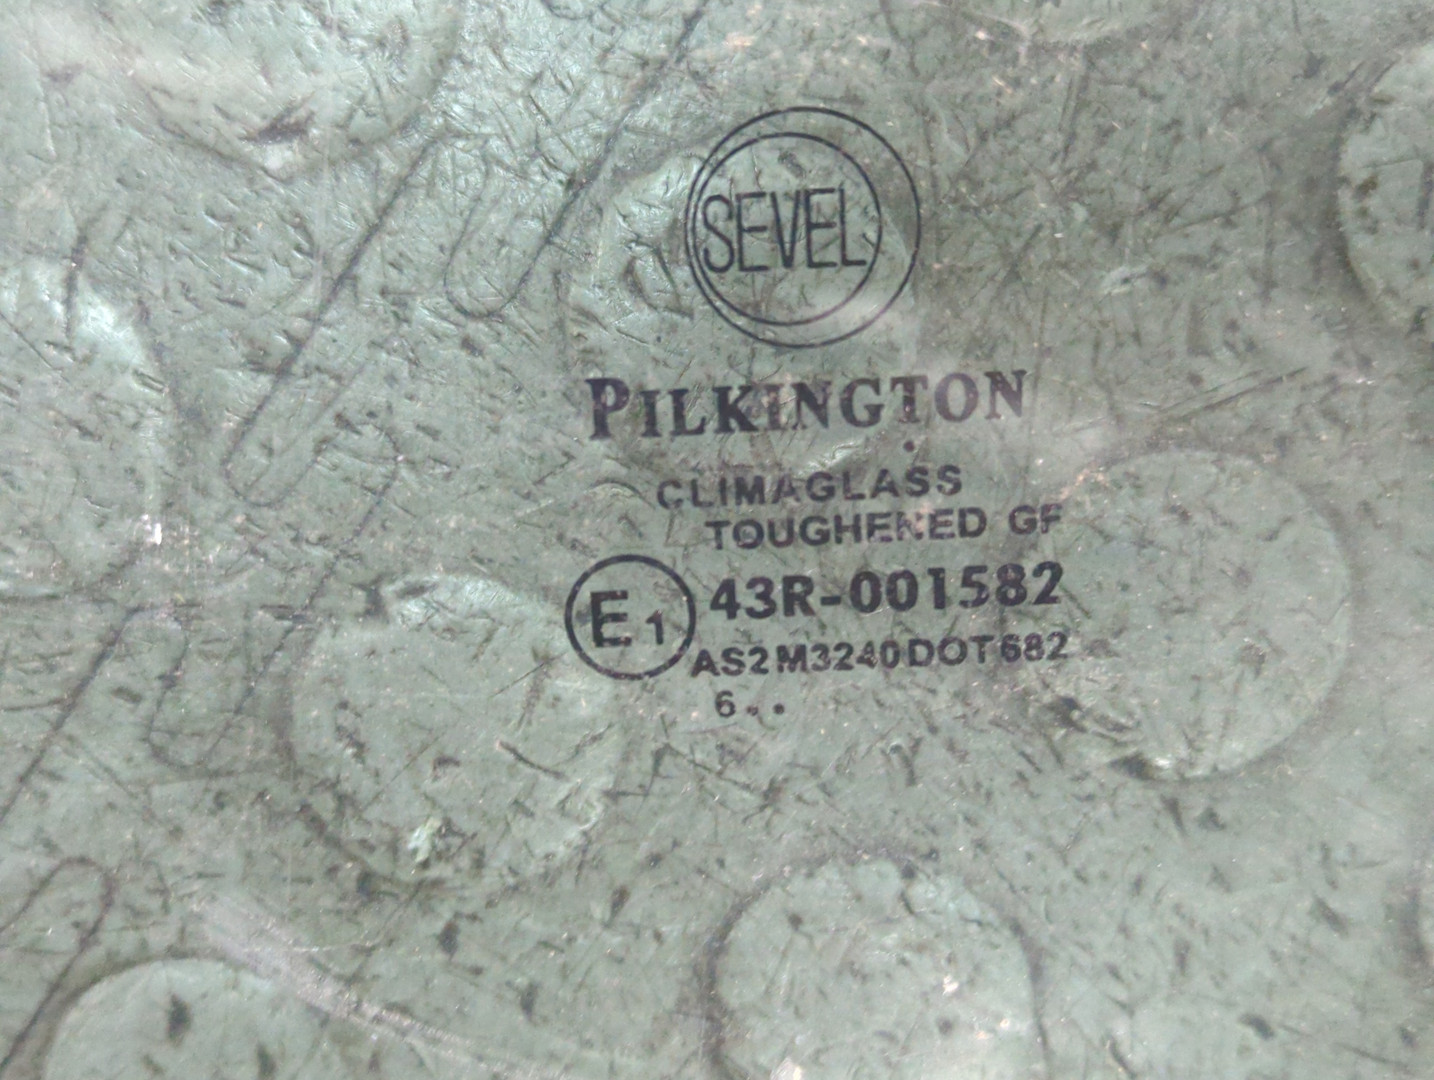 SEVEL
PILKINGTON
CLIMAGLASS
TOUGHENED GF
E1 43R-001582
AS2 M3240 DOT 682
6..